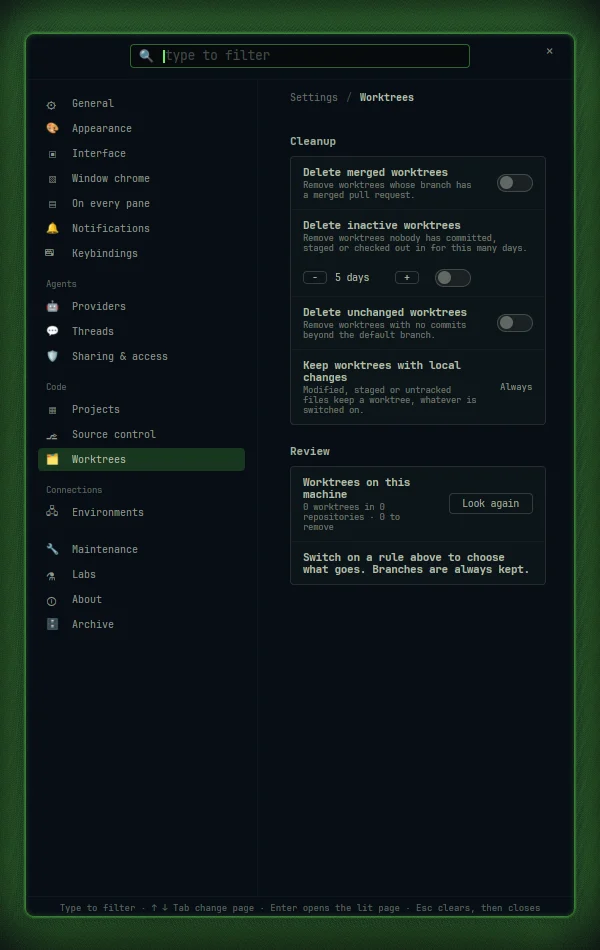 type to filter
×
General
Appearance
Interface
Window chrome
On every pane
Notifications
Keybindings
Agents
Providers
Threads
Sharing & access
Code
Projects
Source control
Worktrees
Connections
Environments
Maintenance
Labs
About
Archive
Settings / Worktrees
Cleanup
Delete merged worktrees
Remove worktrees whose branch has
a merged pull request.
Delete inactive worktrees
Remove worktrees nobody has committed,
staged or checked out in for this many days.
- 5 days +
Delete unchanged worktrees
Remove worktrees with no commits
beyond the default branch.
Keep worktrees with local
changes
Modified, staged or untracked
files keep a worktree, whatever is
switched on.
Always
Review
Worktrees on this
machine
0 worktrees in 0
repositories · 0 to
remove
Look again
Switch on a rule above to choose
what goes. Branches are always kept.
Type to filter · ↑ ↓ Tab change page · Enter opens the lit page · Esc clears, then closes